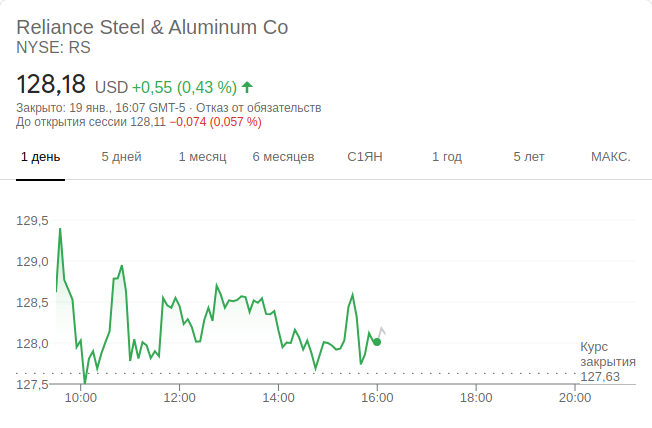 Reliance Steel & Aluminum Co
NYSE: RS
128,18 USD +0,55 (0,43 %)
Закрыто: 19 янв., 16:07 GMT-5 · Отказ от обязательств
До открытия сессии 128,11 −0,074 (0,057 %)
1 день 5 дней 1 месяц 6 месяцев С1ЯН 1 год 5 лет МАКС.
129,5
129,0
128,5
128,0
Курс
закрытия
127,63
127,5
10:00 12:00 14:00 16:00 18:00 20:00